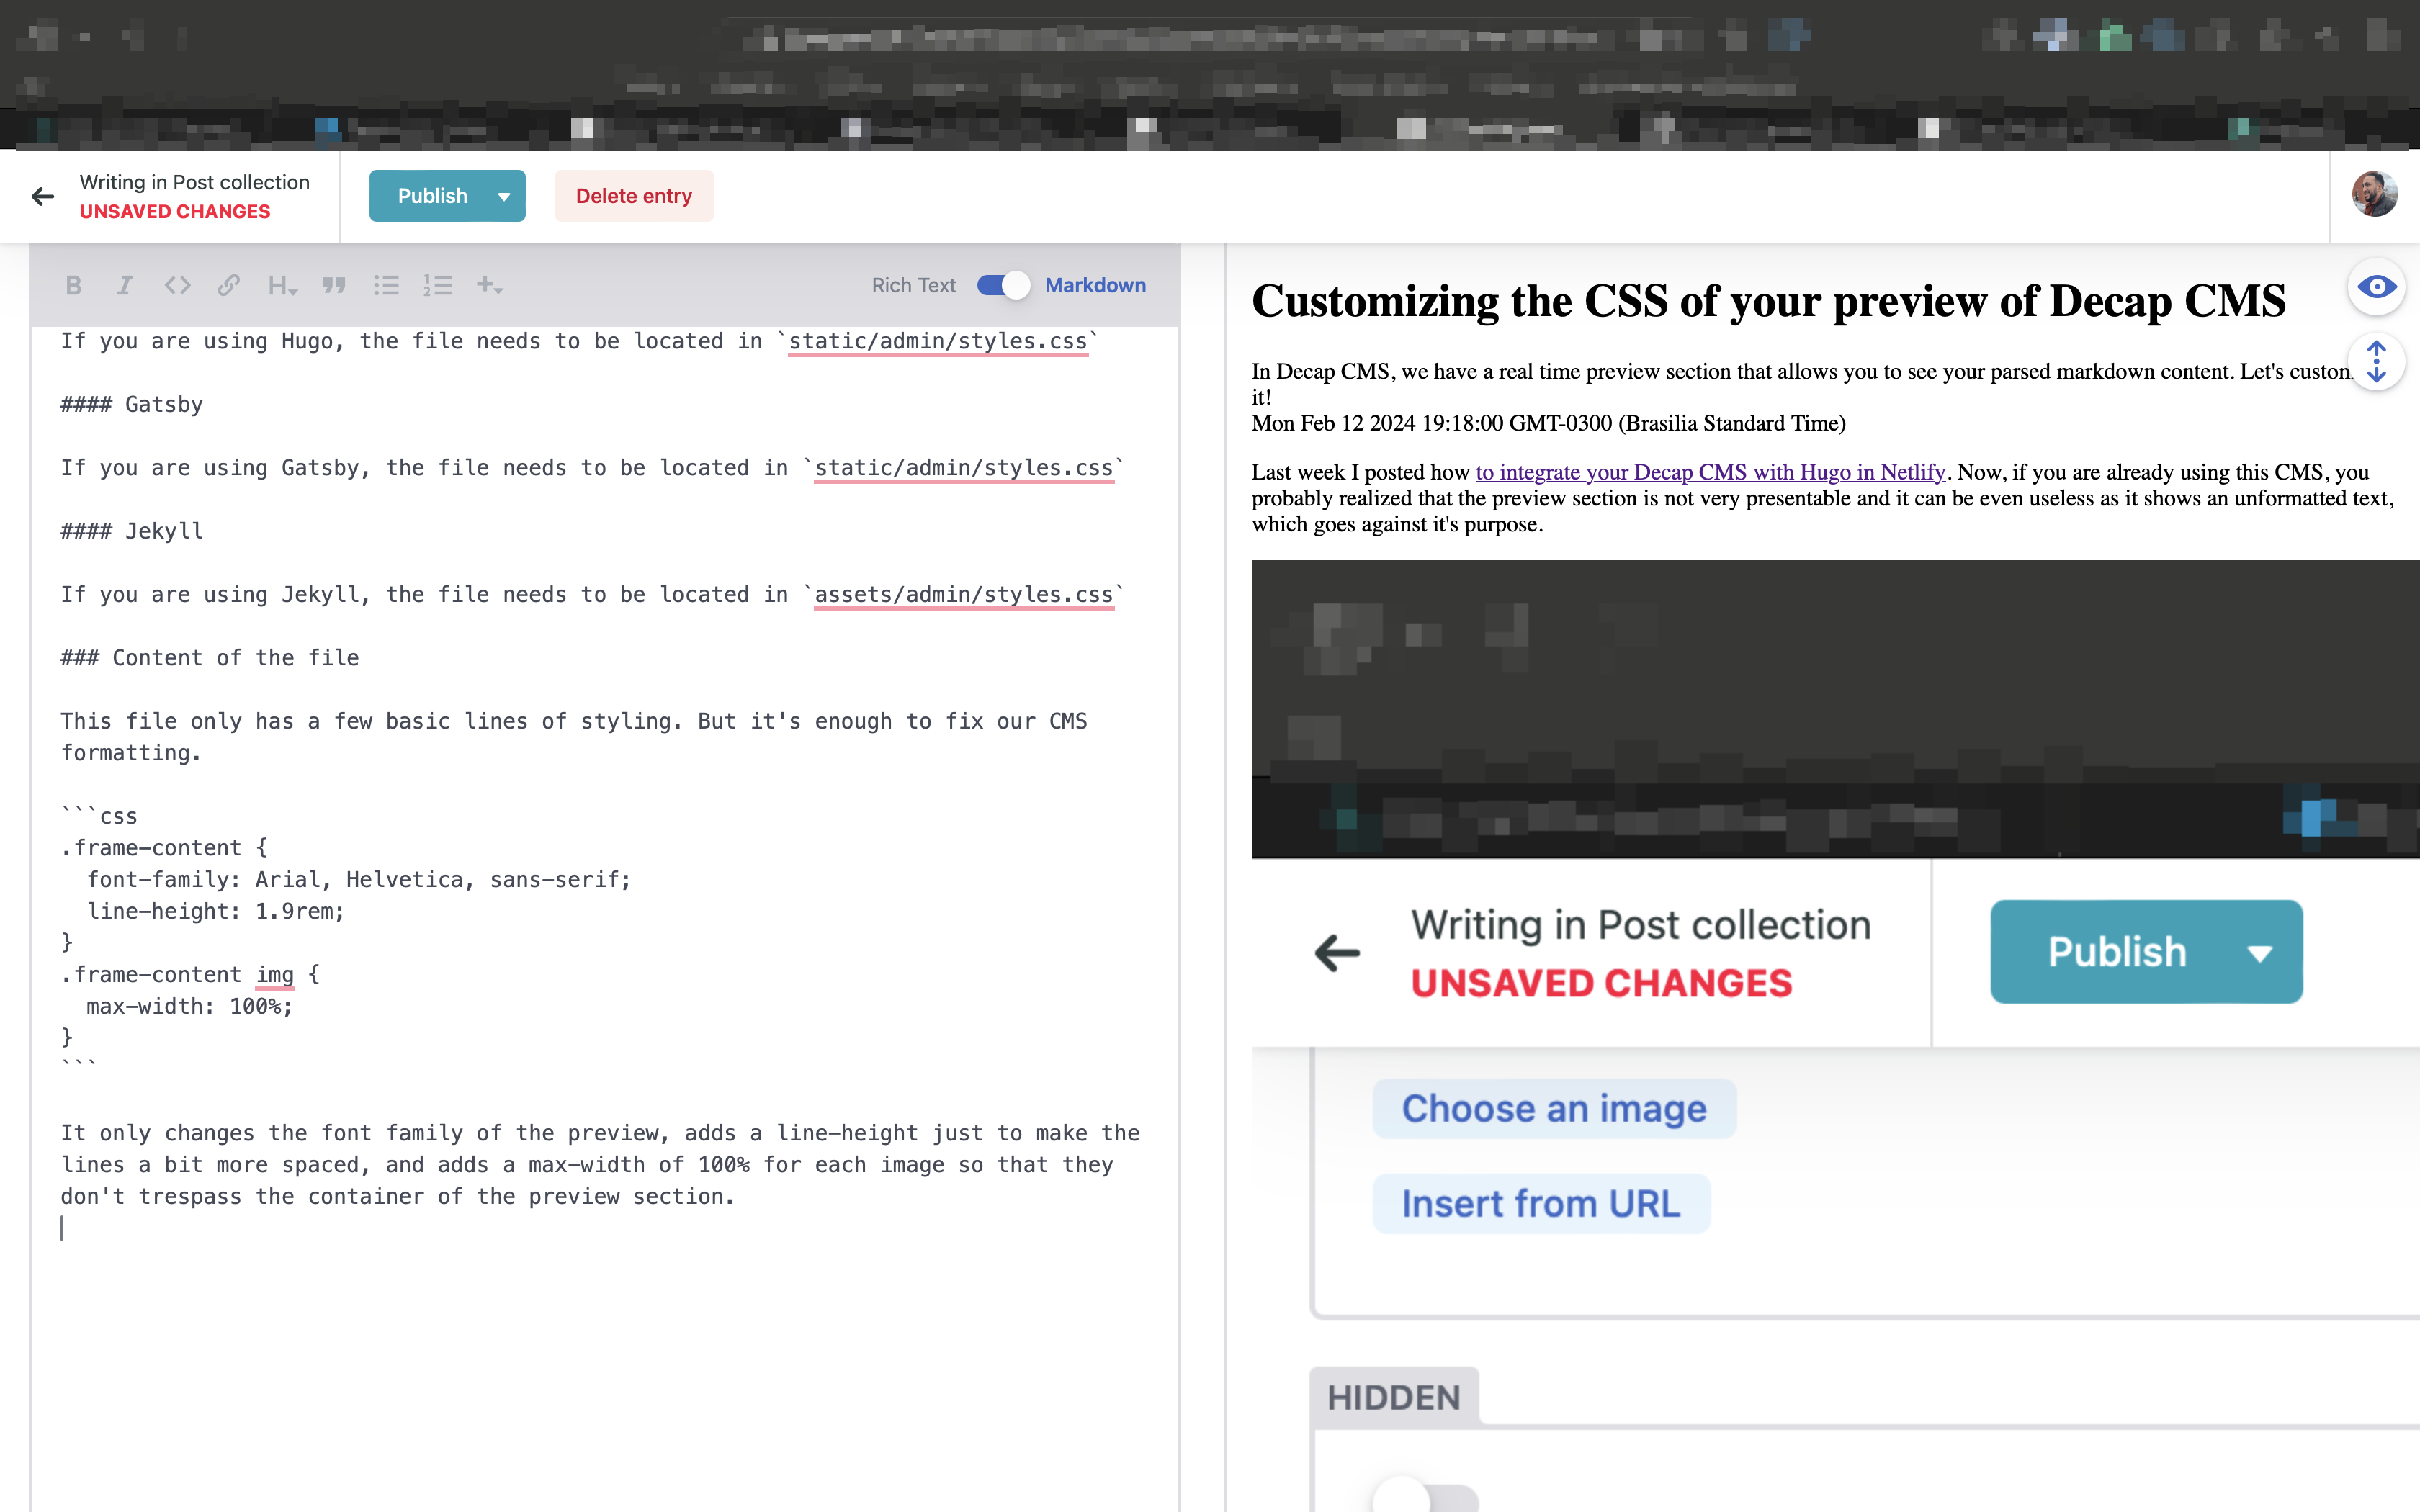 Writing in Post collection
UNSAVED CHANGES
Publish
Delete entry
B I H
Rich Text
Markdown
If you are using Hugo, the file needs to be located in `static/admin/styles.css`
#### Gatsby
If you are using Gatsby, the file needs to be located in `static/admin/styles.css`
#### Jekyll
If you are using Jekyll, the file needs to be located in `assets/admin/styles.css`
### Content of the file
This file only has a few basic lines of styling. But it's enough to fix our CMS
formatting.
```css
.frame-content {
  font-family: Arial, Helvetica, sans-serif;
  line-height: 1.9rem;
}
.frame-content img {
  max-width: 100%;
}
```
It only changes the font family of the preview, adds a line-height just to make the
lines a bit more spaced, and adds a max-width of 100% for each image so that they
don't trespass the container of the preview section.
Customizing the CSS of your preview of Decap CMS
In Decap CMS, we have a real time preview section that allows you to see your parsed markdown content. Let's custom
it!
Mon Feb 12 2024 19:18:00 GMT-0300 (Brasilia Standard Time)
Last week I posted how to integrate your Decap CMS with Hugo in Netlify. Now, if you are already using this CMS, you
probably realized that the preview section is not very presentable and it can be even useless as it shows an unformatted text,
which goes against it's purpose.
Writing in Post collection
UNSAVED CHANGES
Publish
Choose an image
Insert from URL
HIDDEN